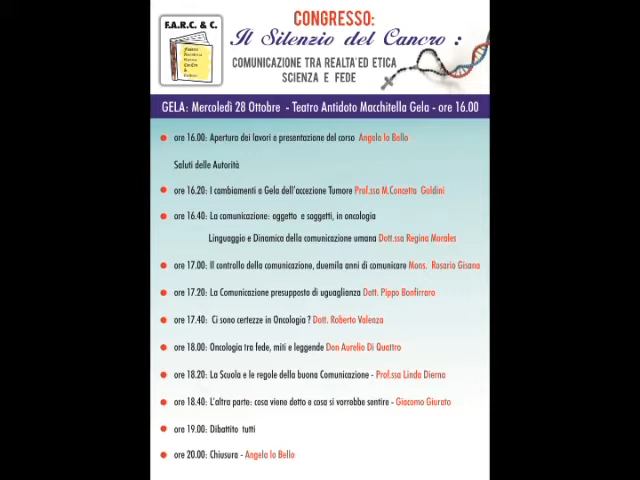 F.A.R.C. & C.
CONGRESSO:
Il Silenzio del Cancro :
COMUNICAZIONE TRA REALTA'ED ETICA
SCIENZA E FEDE
GELA: Mercoledì 28 Ottobre - Teatro Antidoto Macchitella Gela - ore 16.00
ore 16.00: Apertura dei lavori e presentazione del corso Angela lo Bello
Saluti delle Autorità
ore 16.20: I cambiamenti a Gela dell'accezione Tumore Prof.ssa M.Concetta Goldini
ore 16.40: La comunicazione: oggetto e soggetti, in oncologia
Linguaggio e Dinamica della comunicazione umana Dott.ssa Regina Morales
ore 17.00: Il controllo della comunicazione, duemila anni di comunicare Mons. Rosario Gisana
ore 17.20: La Comunicazione presupposto di uguaglianza Dott. Pippo Bonfirraro
ore 17.40: Ci sono certezze in Oncologia ? Dott. Roberto Valenza
ore 18.00: Oncologia tra fede, miti e leggende Don Aurelio Di Quattro
ore 18.20: La Scuola e le regole della buona Comunicazione - Prof.ssa Linda Dierna
ore 18.40: L'altra parte: cosa viene detto e cosa si vorrebbe sentire - Giacomo Giurato
ore 19.00: Dibattito tutti
ore 20.00: Chiusura - Angela lo Bello